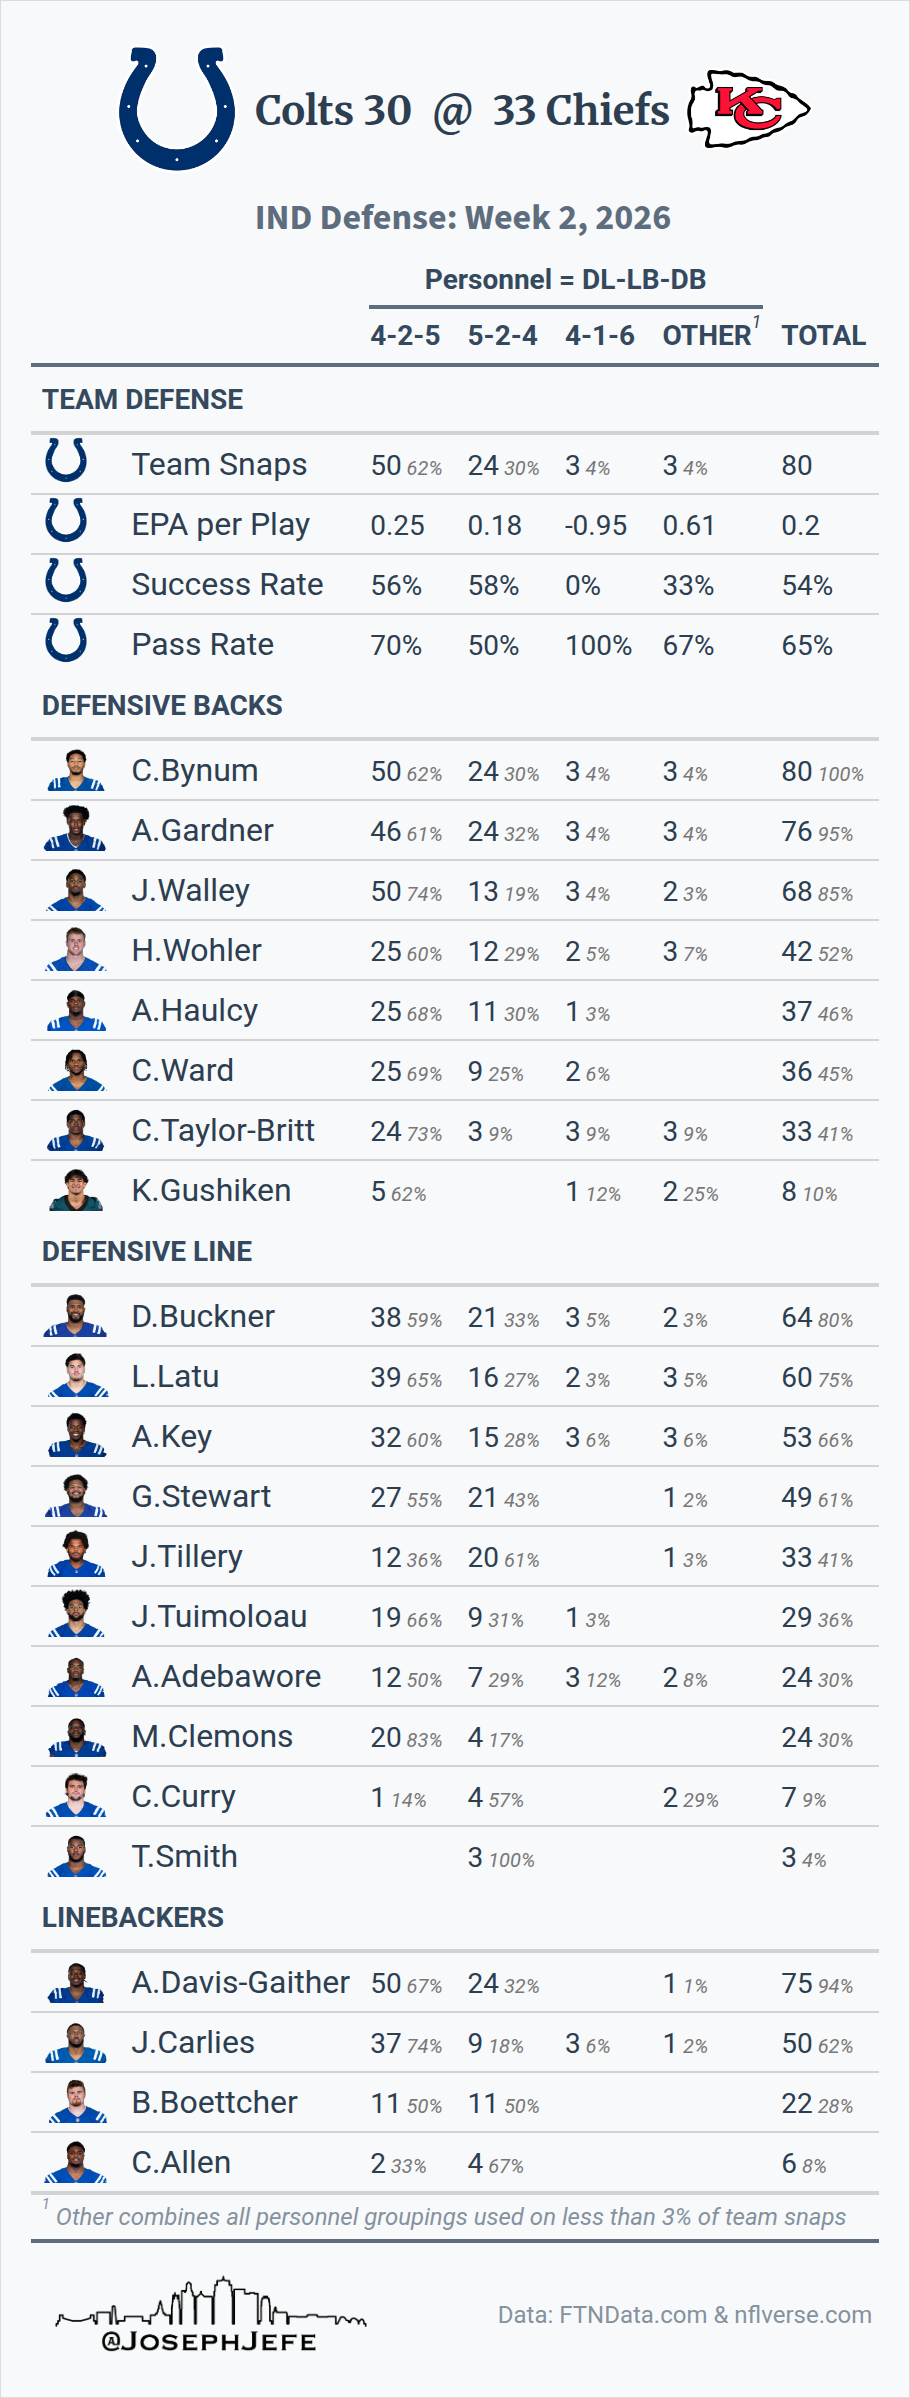 Colts 30 @ 33 Chiefs
KC
IND Defense: Week 2, 2026
Personnel = DL-LB-DB
4-2-5 5-2-4 4-1-6 OTHER¹ TOTAL
TEAM DEFENSE
Team Snaps 50 62% 24 30% 3 4% 3 4% 80
EPA per Play 0.25 0.18 -0.95 0.61 0.2
Success Rate 56% 58% 0% 33% 54%
Pass Rate 70% 50% 100% 67% 65%
DEFENSIVE BACKS
C.Bynum 50 62% 24 30% 3 4% 3 4% 80 100%
A.Gardner 46 61% 24 32% 3 4% 3 4% 76 95%
J.Walley 50 74% 13 19% 3 4% 2 3% 68 85%
H.Wohler 25 60% 12 29% 2 5% 3 7% 42 52%
A.Haulcy 25 68% 11 30% 1 3% 37 46%
C.Ward 25 69% 9 25% 2 6% 36 45%
C.Taylor-Britt 24 73% 3 9% 3 9% 3 9% 33 41%
K.Gushiken 5 62% 1 12% 2 25% 8 10%
DEFENSIVE LINE
D.Buckner 38 59% 21 33% 3 5% 2 3% 64 80%
L.Latu 39 65% 16 27% 2 3% 3 5% 60 75%
A.Key 32 60% 15 28% 3 6% 3 6% 53 66%
G.Stewart 27 55% 21 43% 1 2% 49 61%
J.Tillery 12 36% 20 61% 1 3% 33 41%
J.Tuimoloau 19 66% 9 31% 1 3% 29 36%
A.Adebawore 12 50% 7 29% 3 12% 2 8% 24 30%
M.Clemons 20 83% 4 17% 24 30%
C.Curry 1 14% 4 57% 2 29% 7 9%
T.Smith 3 100% 3 4%
LINEBACKERS
A.Davis-Gaither 50 67% 24 32% 1 1% 75 94%
J.Carlies 37 74% 9 18% 3 6% 1 2% 50 62%
B.Boettcher 11 50% 11 50% 22 28%
C.Allen 2 33% 4 67% 6 8%
¹ Other combines all personnel groupings used on less than 3% of team snaps
@JOSEPHJEFE
Data: FTNData.com & nflverse.com